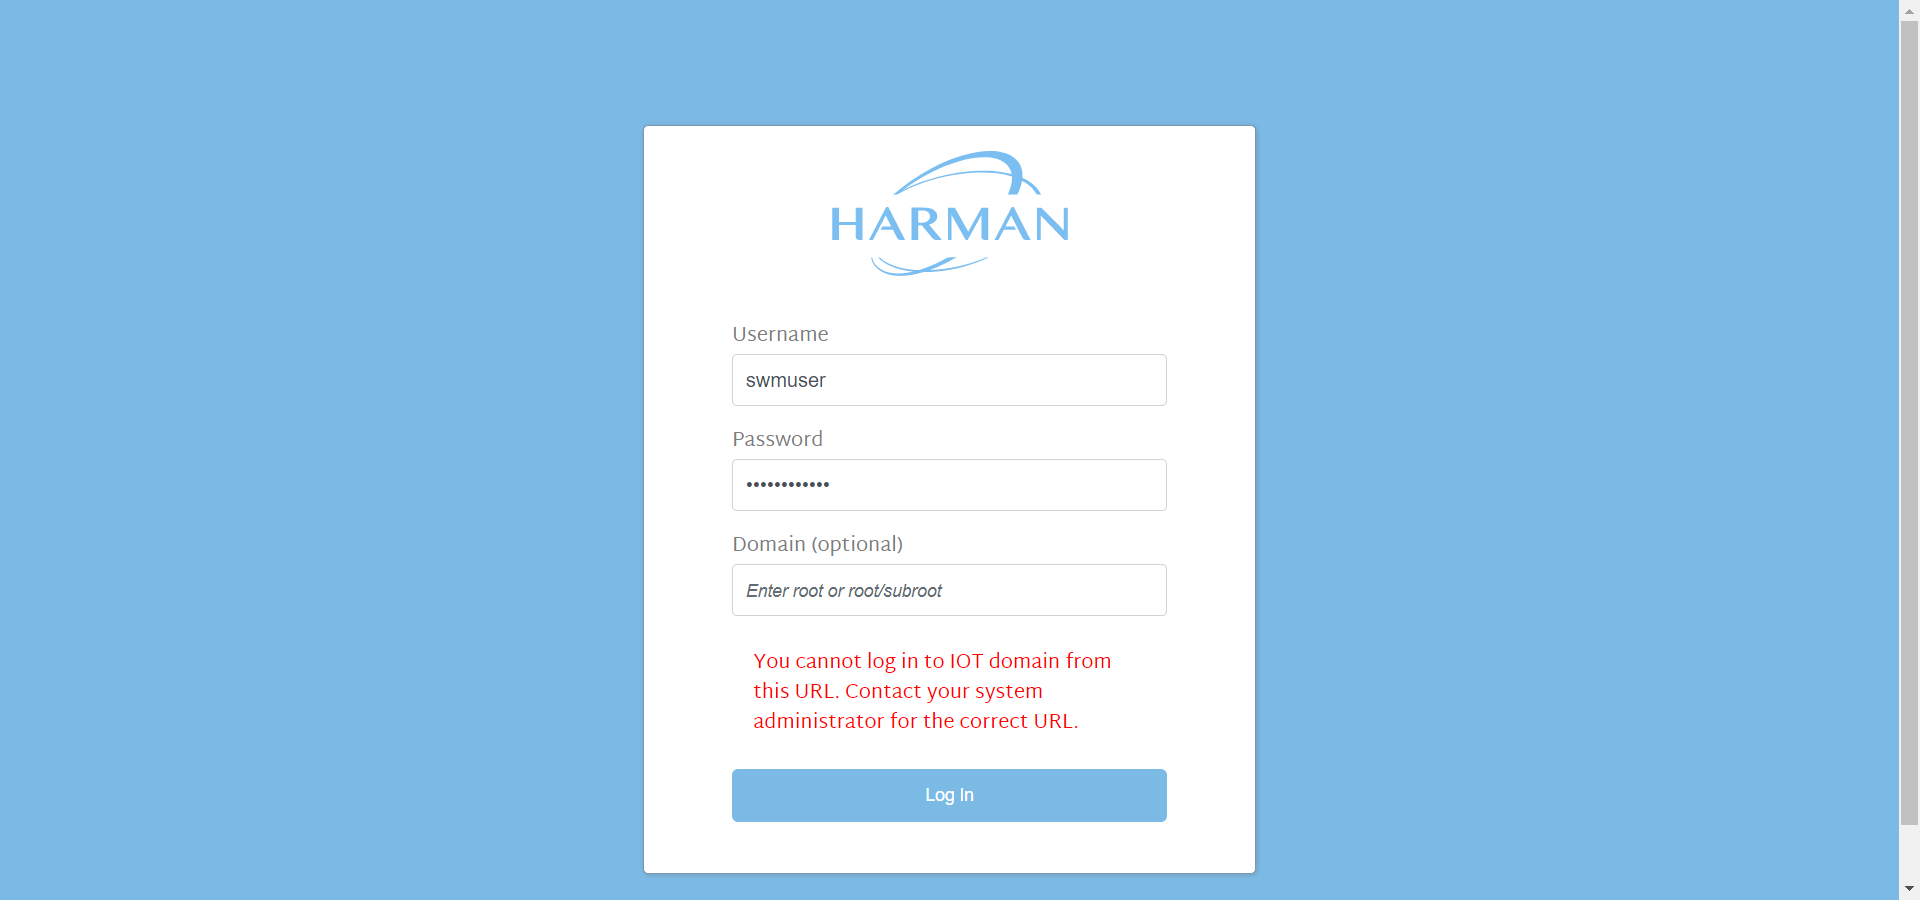 HARMAN
Username
swmuser
Password
••••••••••••
Domain (optional)
Enter root or root/subroot
You cannot log in to IOT domain from
this URL. Contact your system
administrator for the correct URL.
Log In